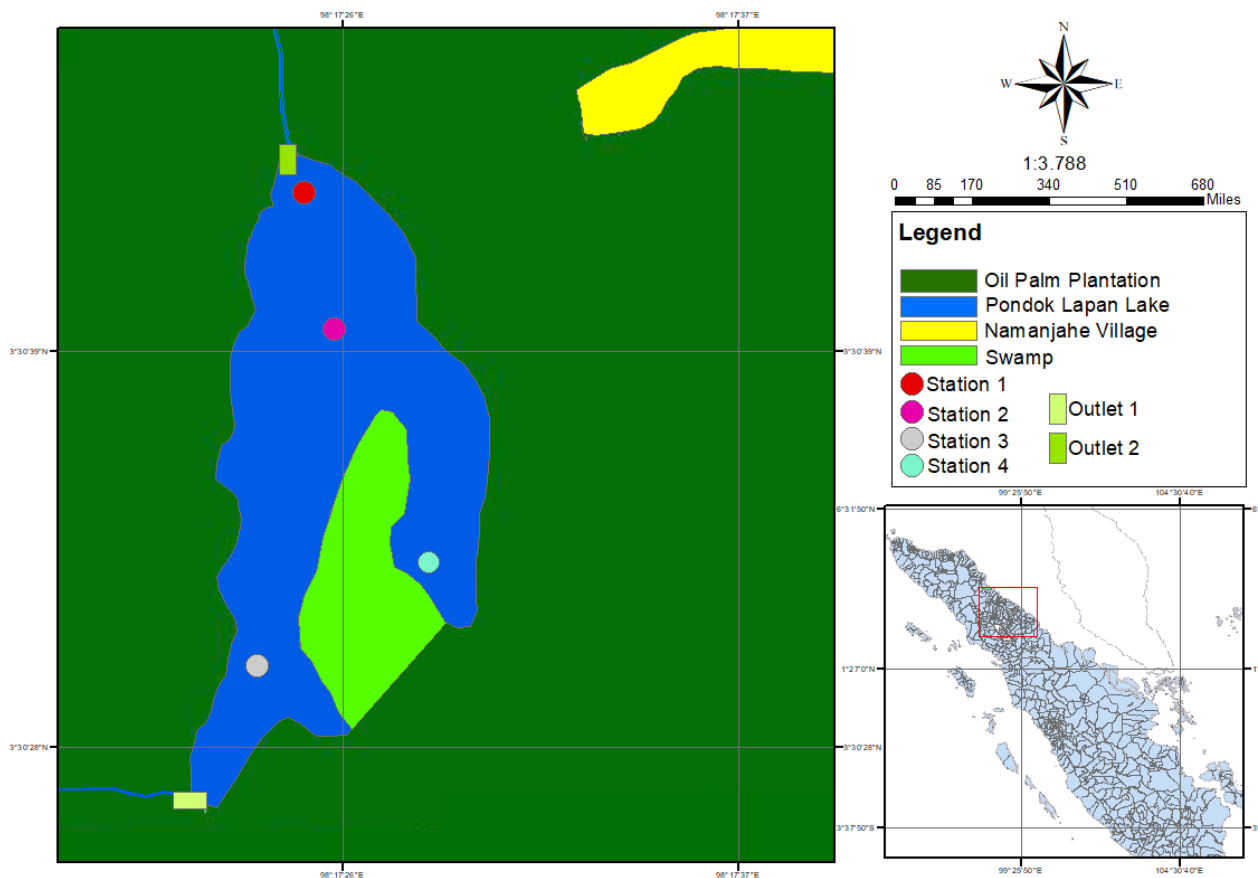 98°17'26"E 98°17'37"E
3°30'39"N 3°30'39"N
3°30'28"N 3°30'28"N
98°17'26"E 98°17'37"E
N
W E
S
1:3.788
0 85 170 340 510 680
Miles
Legend
Oil Palm Plantation
Pondok Lapan Lake
Namanjahe Village
Swamp
Station 1
Station 2
Station 3
Station 4
Outlet 1
Outlet 2
99°25'50"E 104°30'40"E
6°31'50"N 6°
1°27'0"N 1°
3°37'50"S 3°
99°25'50"E 104°30'40"E